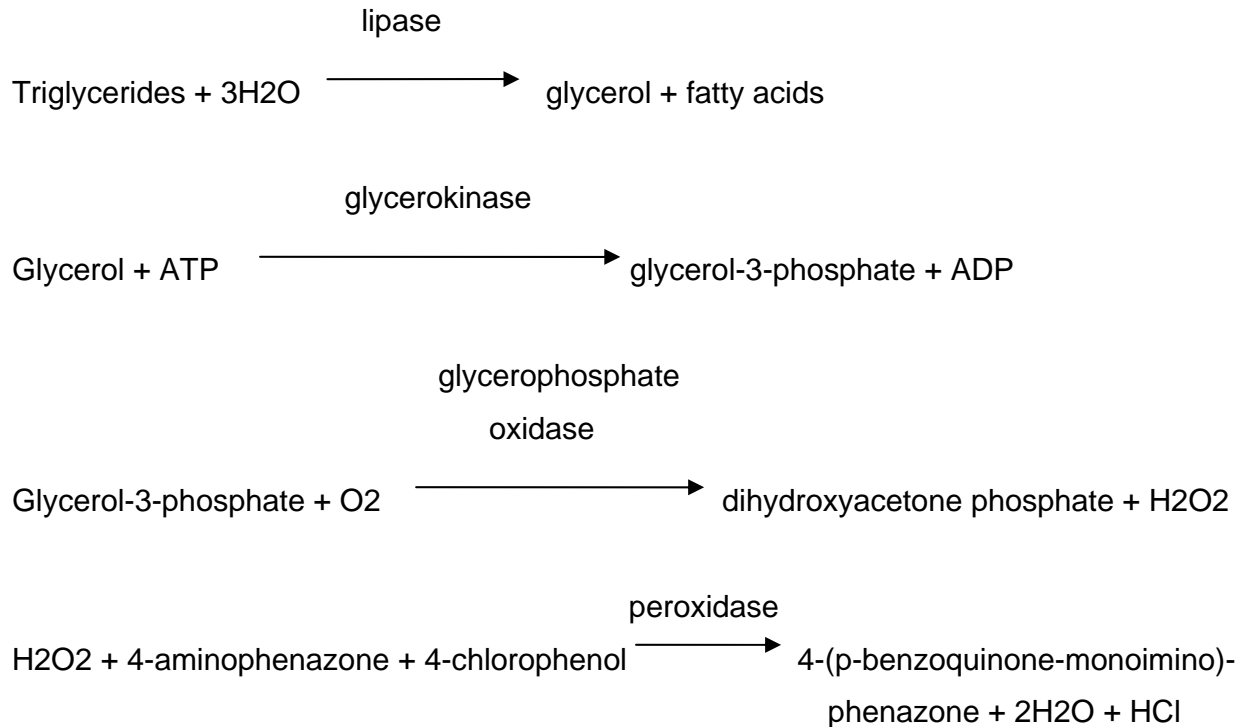 lipase
Triglycerides + 3H2O glycerol + fatty acids
glycerokinase
Glycerol + ATP glycerol-3-phosphate + ADP
glycerophosphate
oxidase
Glycerol-3-phosphate + O2 dihydroxyacetone phosphate + H2O2
peroxidase
H2O2 + 4-aminophenazone + 4-chlorophenol 4-(p-benzoquinone-monoimino)-
phenazone + 2H2O + HCl